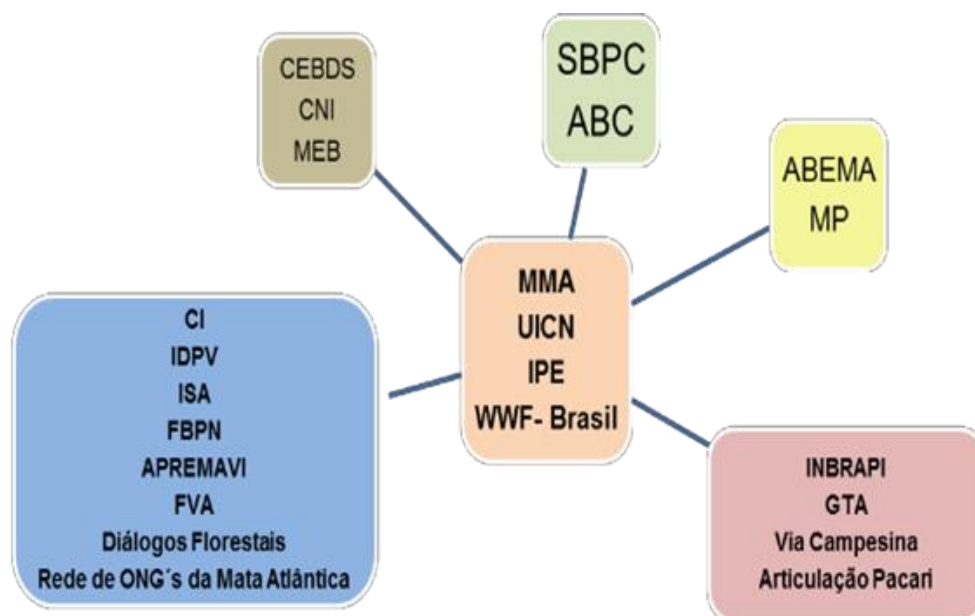 CEBDS
CNI
MEB
SBPC
ABC
ABEMA
MP
MMA
UICN
IPE
WWF- Brasil
CI
IDPV
ISA
FBPN
APREMAVI
FVA
Diálogos Florestais
Rede de ONG´s da Mata Atlântica
INBRAPI
GTA
Via Campesina
Articulação Pacari